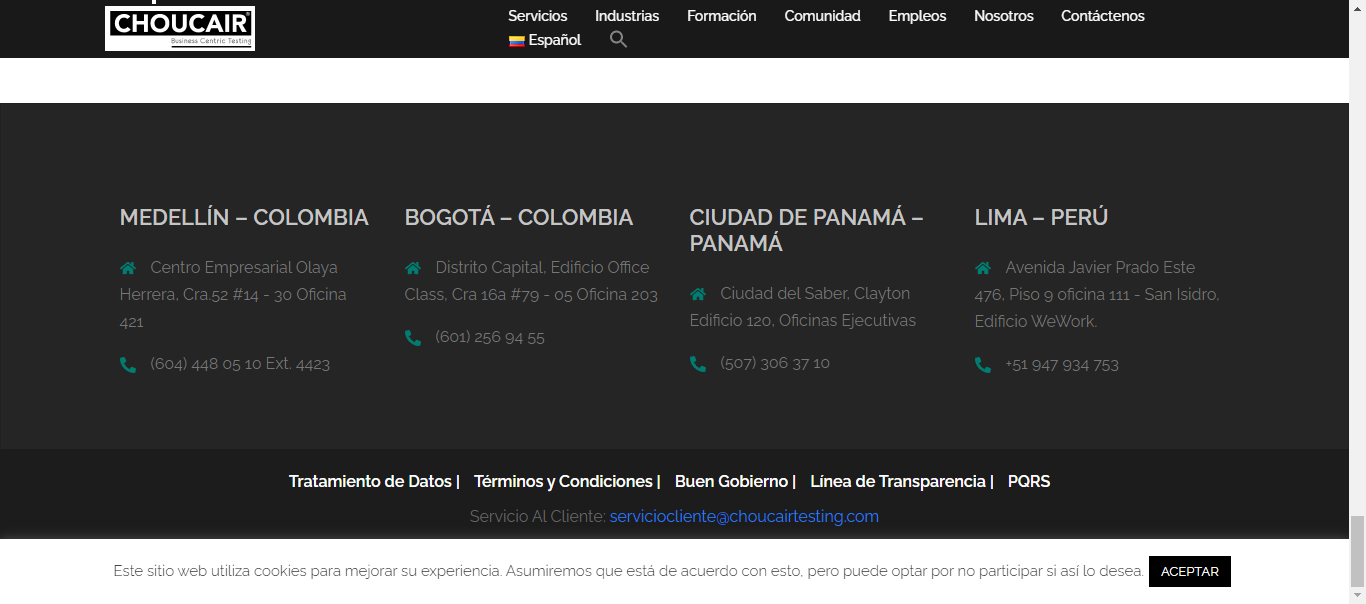 CHOUCAIR®
Business Centric Testing
Servicios Industrias Formación Comunidad Empleos Nosotros Contáctenos
Español
MEDELLÍN – COLOMBIA
Centro Empresarial Olaya
Herrera, Cra.52 #14 - 30 Oficina
421
(604) 448 05 10 Ext. 4423
BOGOTÁ – COLOMBIA
Distrito Capital, Edificio Office
Class, Cra 16a #79 - 05 Oficina 203
(601) 256 94 55
CIUDAD DE PANAMÁ –
PANAMÁ
Ciudad del Saber, Clayton
Edificio 120, Oficinas Ejecutivas
(507) 306 37 10
LIMA – PERÚ
Avenida Javier Prado Este
476, Piso 9 oficina 111 - San Isidro,
Edificio WeWork.
+51 947 934 753
Tratamiento de Datos | Términos y Condiciones | Buen Gobierno | Línea de Transparencia | PQRS
Servicio Al Cliente: serviciocliente@choucairtesting.com
Este sitio web utiliza cookies para mejorar su experiencia. Asumiremos que está de acuerdo con esto, pero puede optar por no participar si así lo desea. ACEPTAR